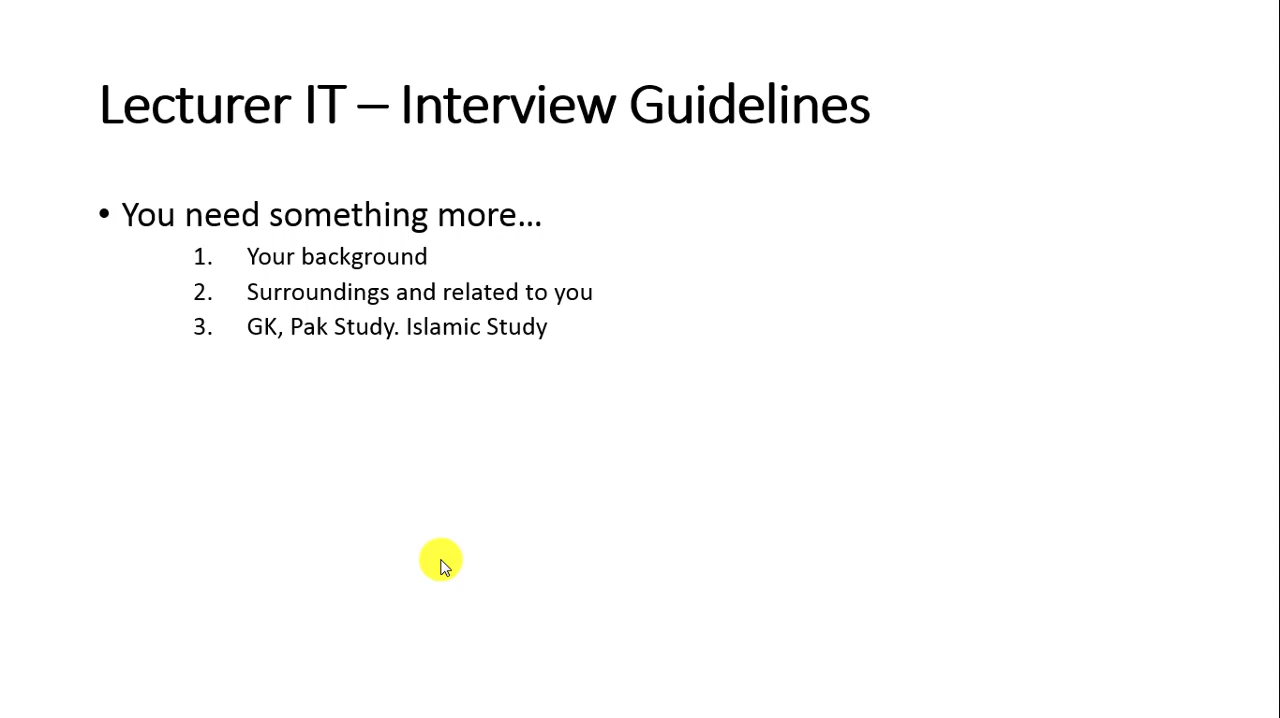 Lecturer IT – Interview Guidelines
• You need something more…
1. Your background
2. Surroundings and related to you
3. GK, Pak Study. Islamic Study